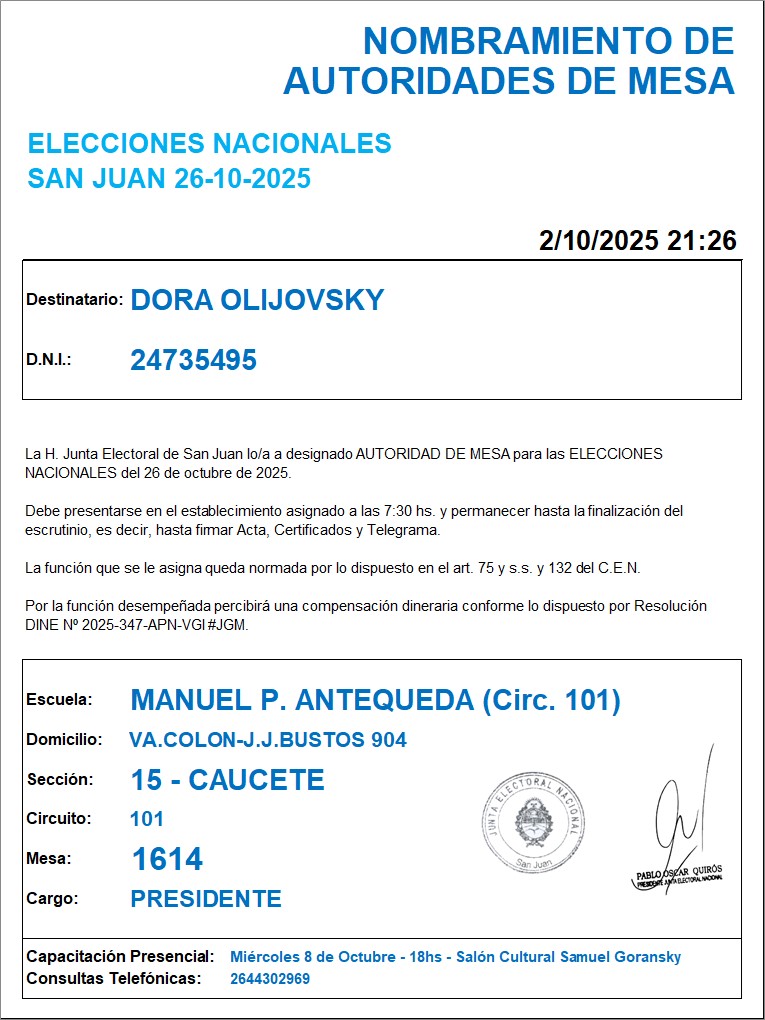 NOMBRAMIENTO DE
AUTORIDADES DE MESA
ELECCIONES NACIONALES
SAN JUAN 26-10-2025
2/10/2025 21:26
Destinatario: DORA OLIJOVSKY
D.N.I.: 24735495
La H. Junta Electoral de San Juan lo/a a designado AUTORIDAD DE MESA para las ELECCIONES
NACIONALES del 26 de octubre de 2025.
Debe presentarse en el establecimiento asignado a las 7:30 hs. y permanecer hasta la finalización del
escrutinio, es decir, hasta firmar Acta, Certificados y Telegrama.
La función que se le asigna queda normada por lo dispuesto en el art. 75 y s.s. y 132 del C.E.N.
Por la función desempeñada percibirá una compensación dineraria conforme lo dispuesto por Resolución
DINE Nº 2025-347-APN-VGI#JGM.
Escuela: MANUEL P. ANTEQUEDA (Circ. 101)
Domicilio: VA.COLON-J.J.BUSTOS 904
Sección: 15 - CAUCETE
Circuito: 101
Mesa: 1614
Cargo: PRESIDENTE
JUNTA ELECTORAL NACIONAL
San Juan
PABLO OSCAR QUIRÓS
PRESIDENTE JUNTA ELECTORAL NACIONAL
Capacitación Presencial: Miércoles 8 de Octubre - 18hs - Salón Cultural Samuel Goransky
Consultas Telefónicas: 2644302969